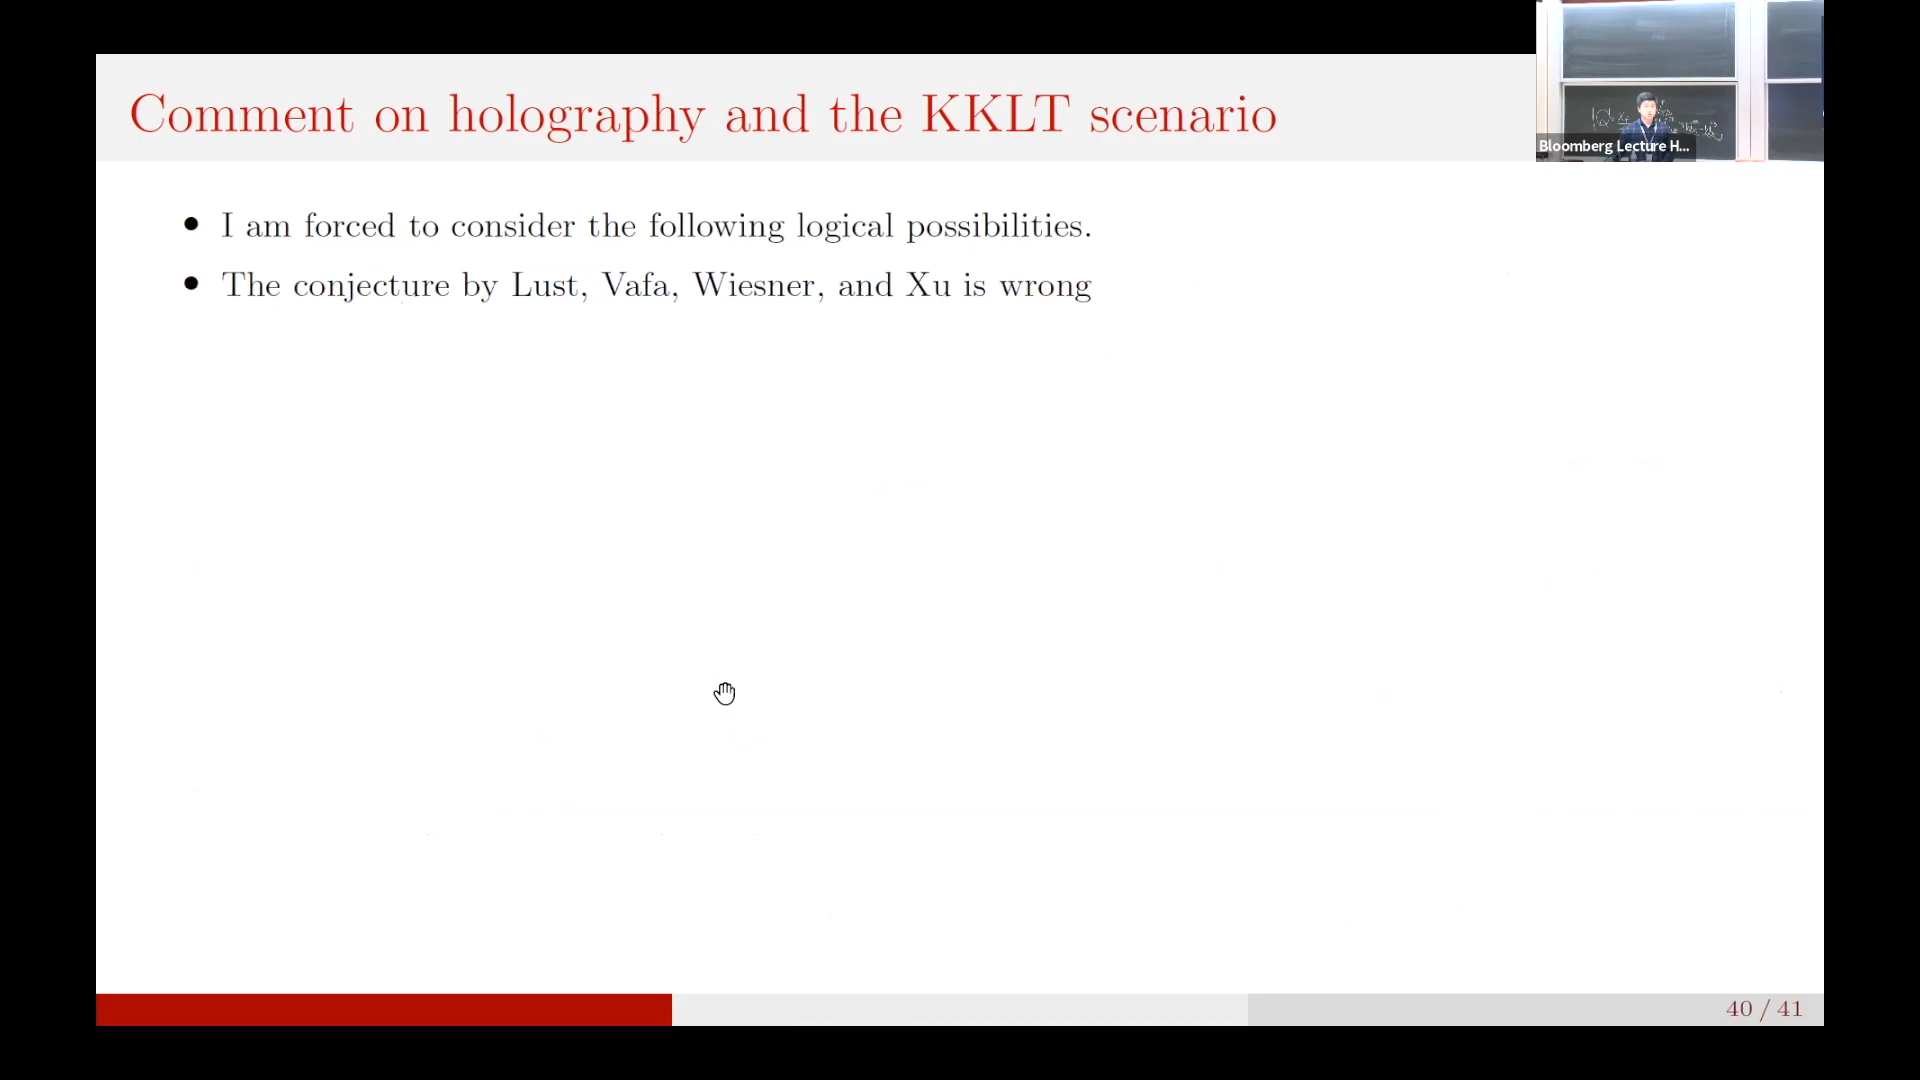 Comment on holography and the KKLT scenario
Bloomberg Lecture H...
• I am forced to consider the following logical possibilities.
• The conjecture by Lust, Vafa, Wiesner, and Xu is wrong
40 / 41